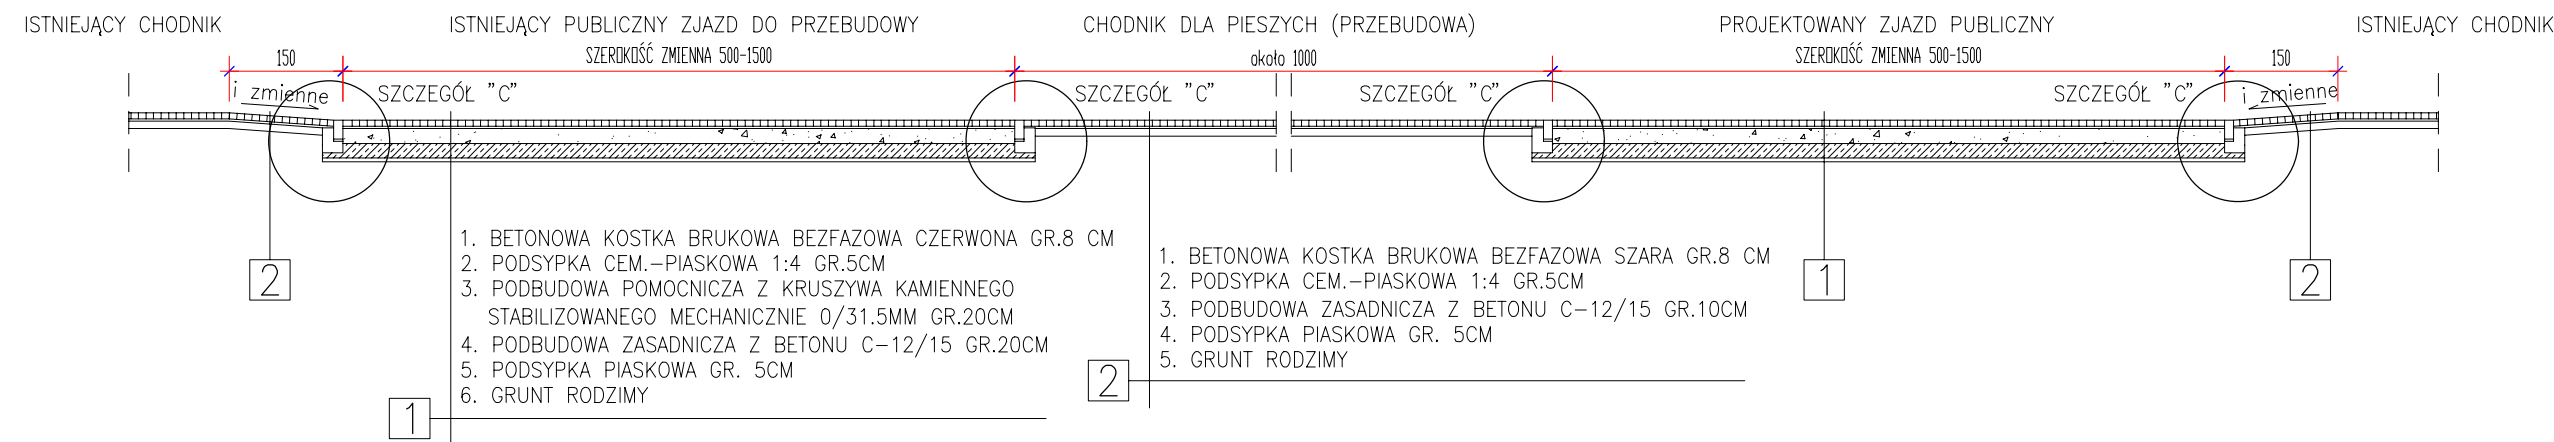 ISTNIEJĄCY CHODNIK
ISTNIEJĄCY PUBLICZNY ZJAZD DO PRZEBUDOWY
CHODNIK DLA PIESZYCH (PRZEBUDOWA)
PROJEKTOWANY ZJAZD PUBLICZNY
ISTNIEJĄCY CHODNIK
150
SZEROKOŚĆ ZMIENNA 500-1500
około 1000
SZEROKOŚĆ ZMIENNA 500-1500
150
i zmienne
SZCZEGÓŁ "C"
SZCZEGÓŁ "C"
SZCZEGÓŁ "C"
SZCZEGÓŁ "C"
i zmienne
2
1. BETONOWA KOSTKA BRUKOWA BEZFAZOWA CZERWONA GR.8 CM
2. PODSYPKA CEM.-PIASKOWA 1:4 GR.5CM
3. PODBUDOWA POMOCNICZA Z KRUSZYWA KAMIENNEGO
STABILIZOWANEGO MECHANICZNIE 0/31.5MM GR.20CM
4. PODBUDOWA ZASADNICZA Z BETONU C-12/15 GR.20CM
5. PODSYPKA PIASKOWA GR. 5CM
6. GRUNT RODZIMY
1
1. BETONOWA KOSTKA BRUKOWA BEZFAZOWA SZARA GR.8 CM
2. PODSYPKA CEM.-PIASKOWA 1:4 GR.5CM
3. PODBUDOWA ZASADNICZA Z BETONU C-12/15 GR.10CM
4. PODSYPKA PIASKOWA GR. 5CM
5. GRUNT RODZIMY
2
1
2